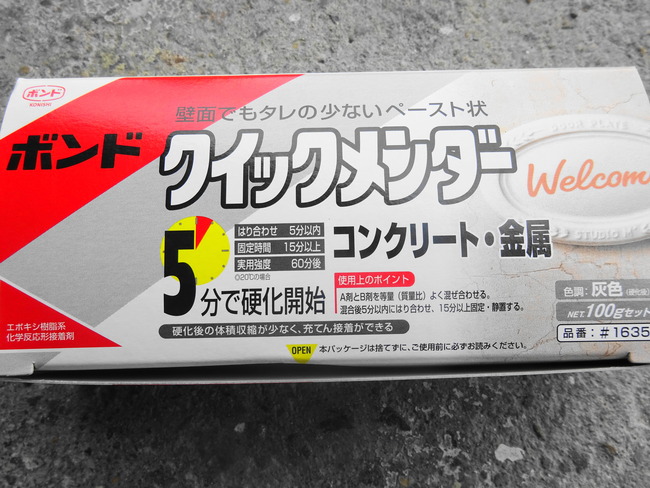 ボンド
KONISHI
壁面でもタレの少ないペースト状
ボンド
クイックメンダー
DOOR PLATE
Welcom
STUDIO M
はり合わせ 5分以内
固定時間 15分以上
実用強度 60分後
※20℃の場合
5分で硬化開始
コンクリート・金属
使用上のポイント
A剤とB剤を等量(質量比)よく混ぜ合わせる。
混合後5分以内にはり合わせ、15分以上固定・静置する。
色調:灰色(硬化後)
NET.100gセット
品番:#1635
エポキシ樹脂系
化学反応形接着剤
硬化後の体積収縮が少なく、充てん接着ができる
OPEN
本パッケージは捨てずに、ご使用前に必ずお読みください。